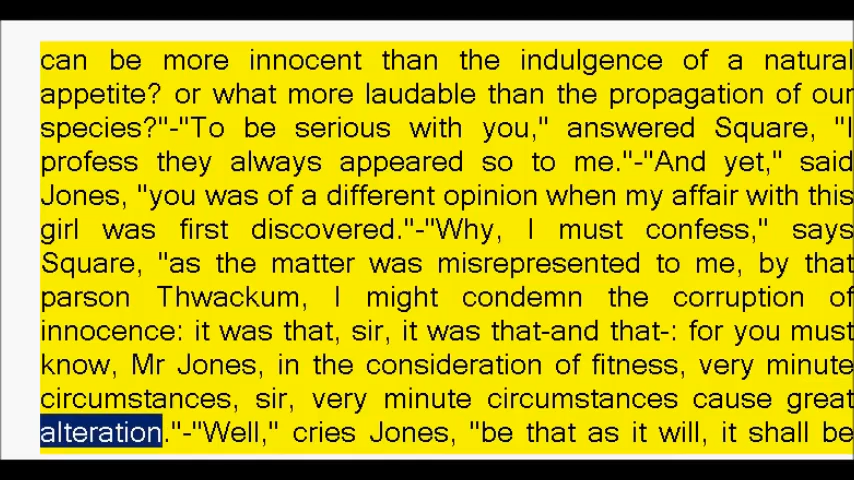 can be more innocent than the indulgence of a natural
appetite? or what more laudable than the propagation of our
species?"-"To be serious with you," answered Square, "I
profess they always appeared so to me."-"And yet," said
Jones, "you was of a different opinion when my affair with this
girl was first discovered."-"Why, I must confess," says
Square, "as the matter was misrepresented to me, by that
parson Thwackum, I might condemn the corruption of
innocence: it was that, sir, it was that-and that-: for you must
know, Mr Jones, in the consideration of fitness, very minute
circumstances, sir, very minute circumstances cause great
alteration."-"Well," cries Jones, "be that as it will, it shall be